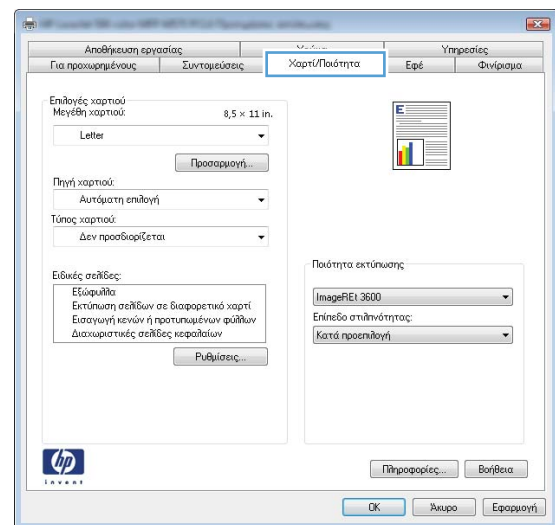 Αποθήκευση εργασίας
Υπηρεσίες
Για προχωρημένους
Συντομεύσεις
Χαρτί/Ποιότητα
Εφέ
Φινίρισμα
Επιλογές χαρτιού
Μεγέθη χαρτιού:
8,5 × 11 in.
Letter
Προσαρμογή...
Πηγή χαρτιού:
Αυτόματη επιλογή
Τύπος χαρτιού:
Δεν προσδιορίζεται
Ειδικές σελίδες:
Εξώφυλλα
Εκτύπωση σελίδων σε διαφορετικό χαρτί
Εισαγωγή κενών ή προτυπωμένων φύλλων
Διαχωριστικές σελίδες κεφαλαίων
Ρυθμίσεις...
E
Ποιότητα εκτύπωσης
ImageREt 3600
Επίπεδο στιλπνότητας:
Κατά προεπιλογή
hp
invent
Πληροφορίες...
Βοήθεια
OK
Άκυρο
Εφαρμογή